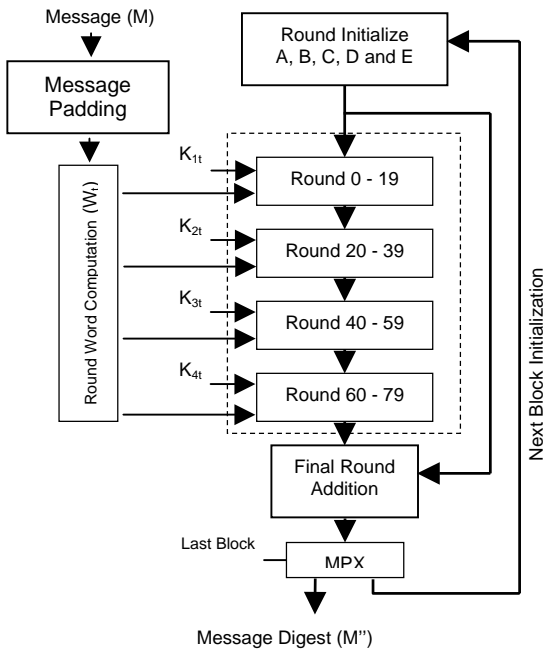 Message (M)
Message
Padding
Round Word Computation (Wₜ)
Round Initialize
A, B, C, D and E
K₁ₜ
Round 0 - 19
K₂ₜ
Round 20 - 39
K₃ₜ
Round 40 - 59
K₄ₜ
Round 60 - 79
Final Round
Addition
Last Block
MPX
Message Digest (M'')
Next Block Initialization